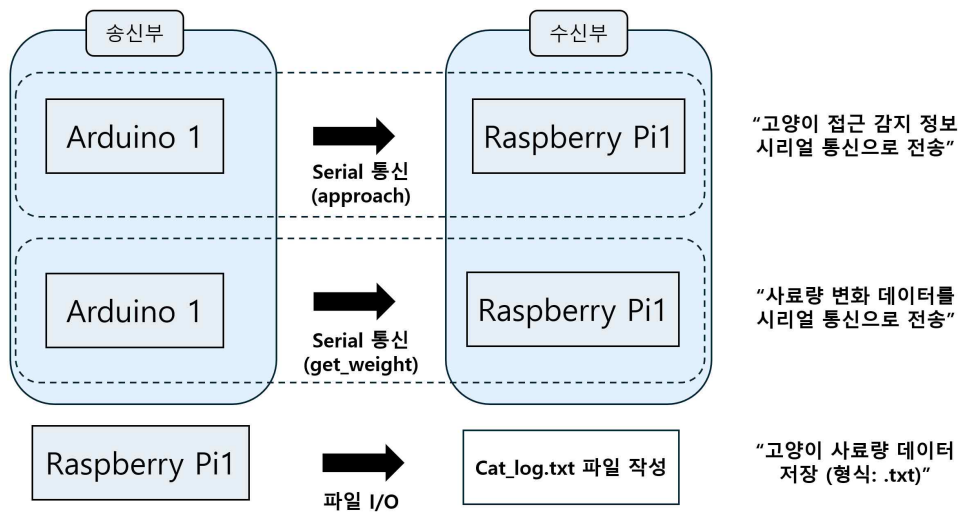 송신부
수신부
Arduino 1
Serial 통신
(approach)
Raspberry Pi1
“고양이 접근 감지 정보
시리얼 통신으로 전송”
Arduino 1
Serial 통신
(get_weight)
Raspberry Pi1
“사료량 변화 데이터를
시리얼 통신으로 전송”
Raspberry Pi1
파일 I/O
Cat_log.txt 파일 작성
“고양이 사료량 데이터
저장 (형식: .txt)”